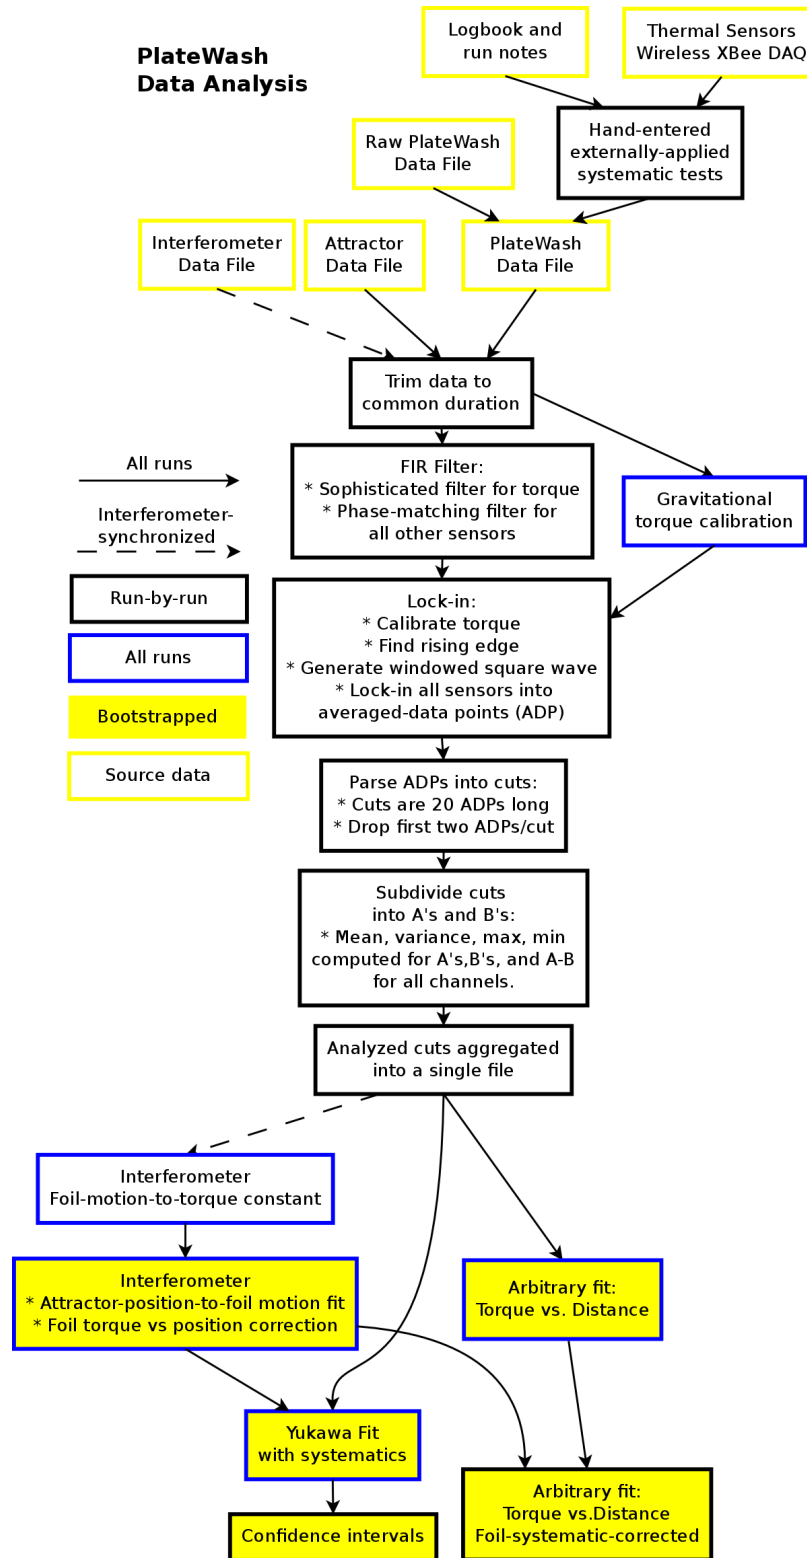 PlateWash
Data Analysis
Logbook and
run notes
Thermal Sensors
Wireless XBee DAQ
Hand-entered
externally-applied
systematic tests
Raw PlateWash
Data File
Interferometer
Data File
Attractor
Data File
PlateWash
Data File
Trim data to
common duration
All runs
Interferometer-
synchronized
Run-by-run
All runs
Bootstrapped
Source data
FIR Filter:
* Sophisticated filter for torque
* Phase-matching filter for
all other sensors
Gravitational
torque calibration
Lock-in:
* Calibrate torque
* Find rising edge
* Generate windowed square wave
* Lock-in all sensors into
averaged-data points (ADP)
Parse ADPs into cuts:
* Cuts are 20 ADPs long
* Drop first two ADPs/cut
Subdivide cuts
into A's and B's:
* Mean, variance, max, min
computed for A's,B's, and A-B
for all channels.
Analyzed cuts aggregated
into a single file
Interferometer
Foil-motion-to-torque constant
Interferometer
* Attractor-position-to-foil motion fit
* Foil torque vs position correction
Arbitrary fit:
Torque vs. Distance
Yukawa Fit
with systematics
Arbitrary fit:
Torque vs.Distance
Foil-systematic-corrected
Confidence intervals